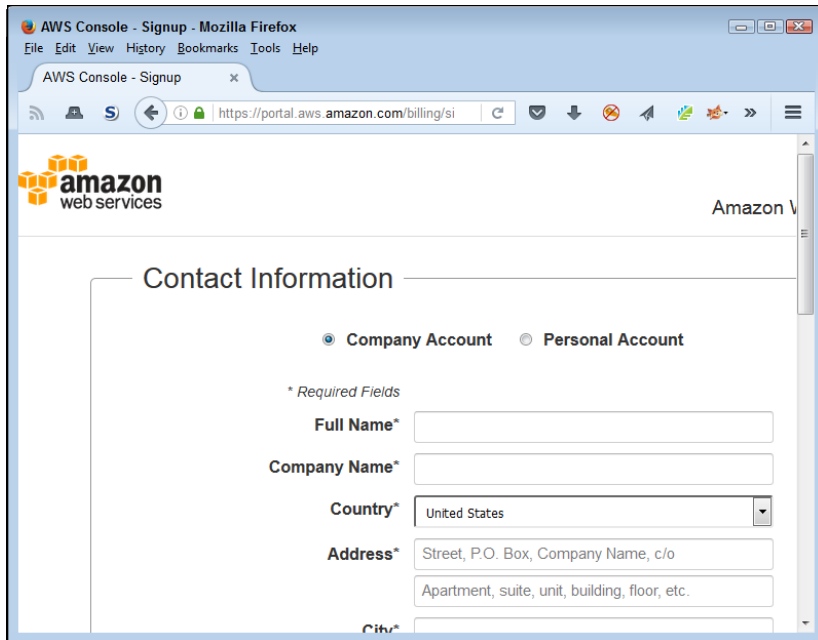 AWS Console - Signup - Mozilla Firefox
File Edit View History Bookmarks Tools Help
AWS Console - Signup
https://portal.aws.amazon.com/billing/si
amazon
web services
Amazon
Contact Information
Company Account Personal Account
* Required Fields
Full Name*
Company Name*
Country* United States
Address* Street, P.O. Box, Company Name, c/o
Apartment, suite, unit, building, floor, etc.
City*